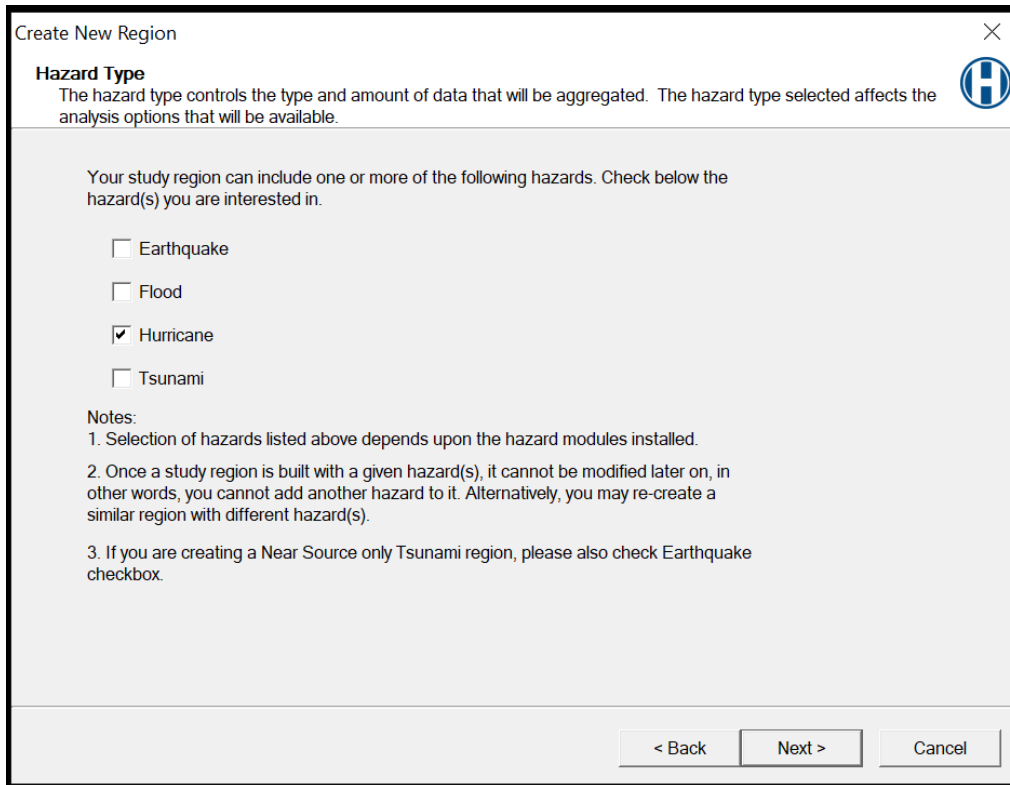 Create New Region
Hazard Type
The hazard type controls the type and amount of data that will be aggregated.  The hazard type selected affects the
analysis options that will be available.
Your study region can include one or more of the following hazards. Check below the
hazard(s) you are interested in.
Earthquake
Flood
Hurricane
Tsunami
Notes:
1. Selection of hazards listed above depends upon the hazard modules installed.
2. Once a study region is built with a given hazard(s), it cannot be modified later on, in
other words, you cannot add another hazard to it. Alternatively, you may re-create a
similar region with different hazard(s).
3. If you are creating a Near Source only Tsunami region, please also check Earthquake
checkbox.
< Back
Next >
Cancel